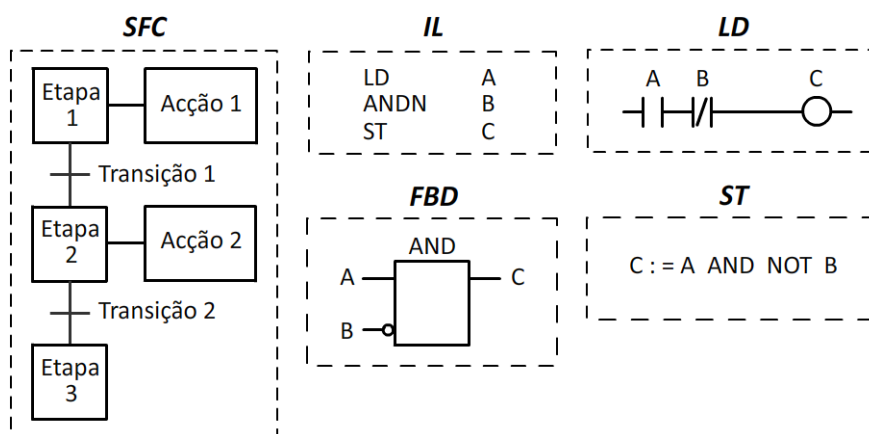 SFC
Etapa
1
Acção 1
Transição 1
Etapa
2
Acção 2
Transição 2
Etapa
3
IL
LD A
ANDN B
ST C
LD
A B C
FBD
AND
A C
B
ST
C : = A AND NOT B